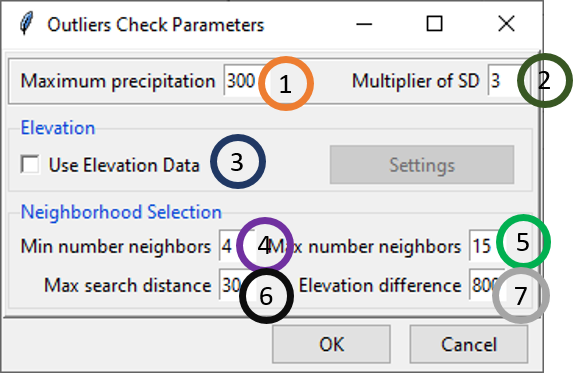 Outliers Check Parameters
Maximum precipitation 300 1 Multiplier of SD 3 2
Elevation
Use Elevation Data 3 Settings
Neighborhood Selection
Min number neighbors 4 4 Max number neighbors 15 5
Max search distance 30 6 Elevation difference 800 7
OK Cancel